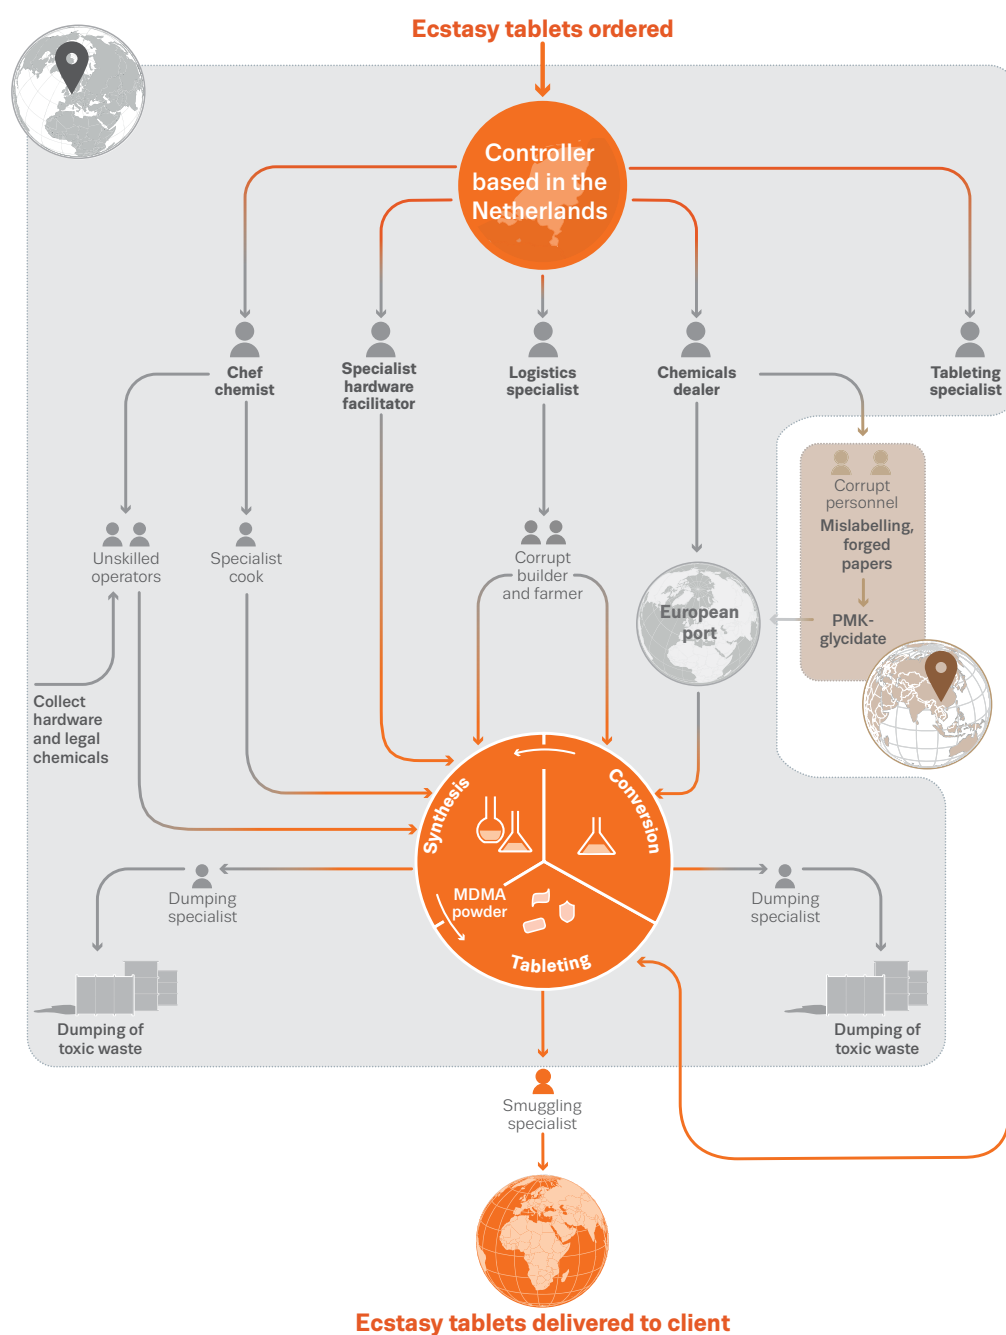 Ecstasy tablets ordered
Controller
based in the
Netherlands
Chef
chemist
Specialist
hardware
facilitator
Logistics
specialist
Chemicals
dealer
Tableting
specialist
Corrupt
personnel
Mislabelling,
forged
papers
PMK-
glycidate
Unskilled
operators
Specialist
cook
Corrupt
builder
and farmer
European
port
Collect
hardware
and legal
chemicals
Synthesis
Conversion
MDMA
powder
Tableting
Dumping
specialist
Dumping
specialist
Dumping of
toxic waste
Dumping of
toxic waste
Smuggling
specialist
Ecstasy tablets delivered to client